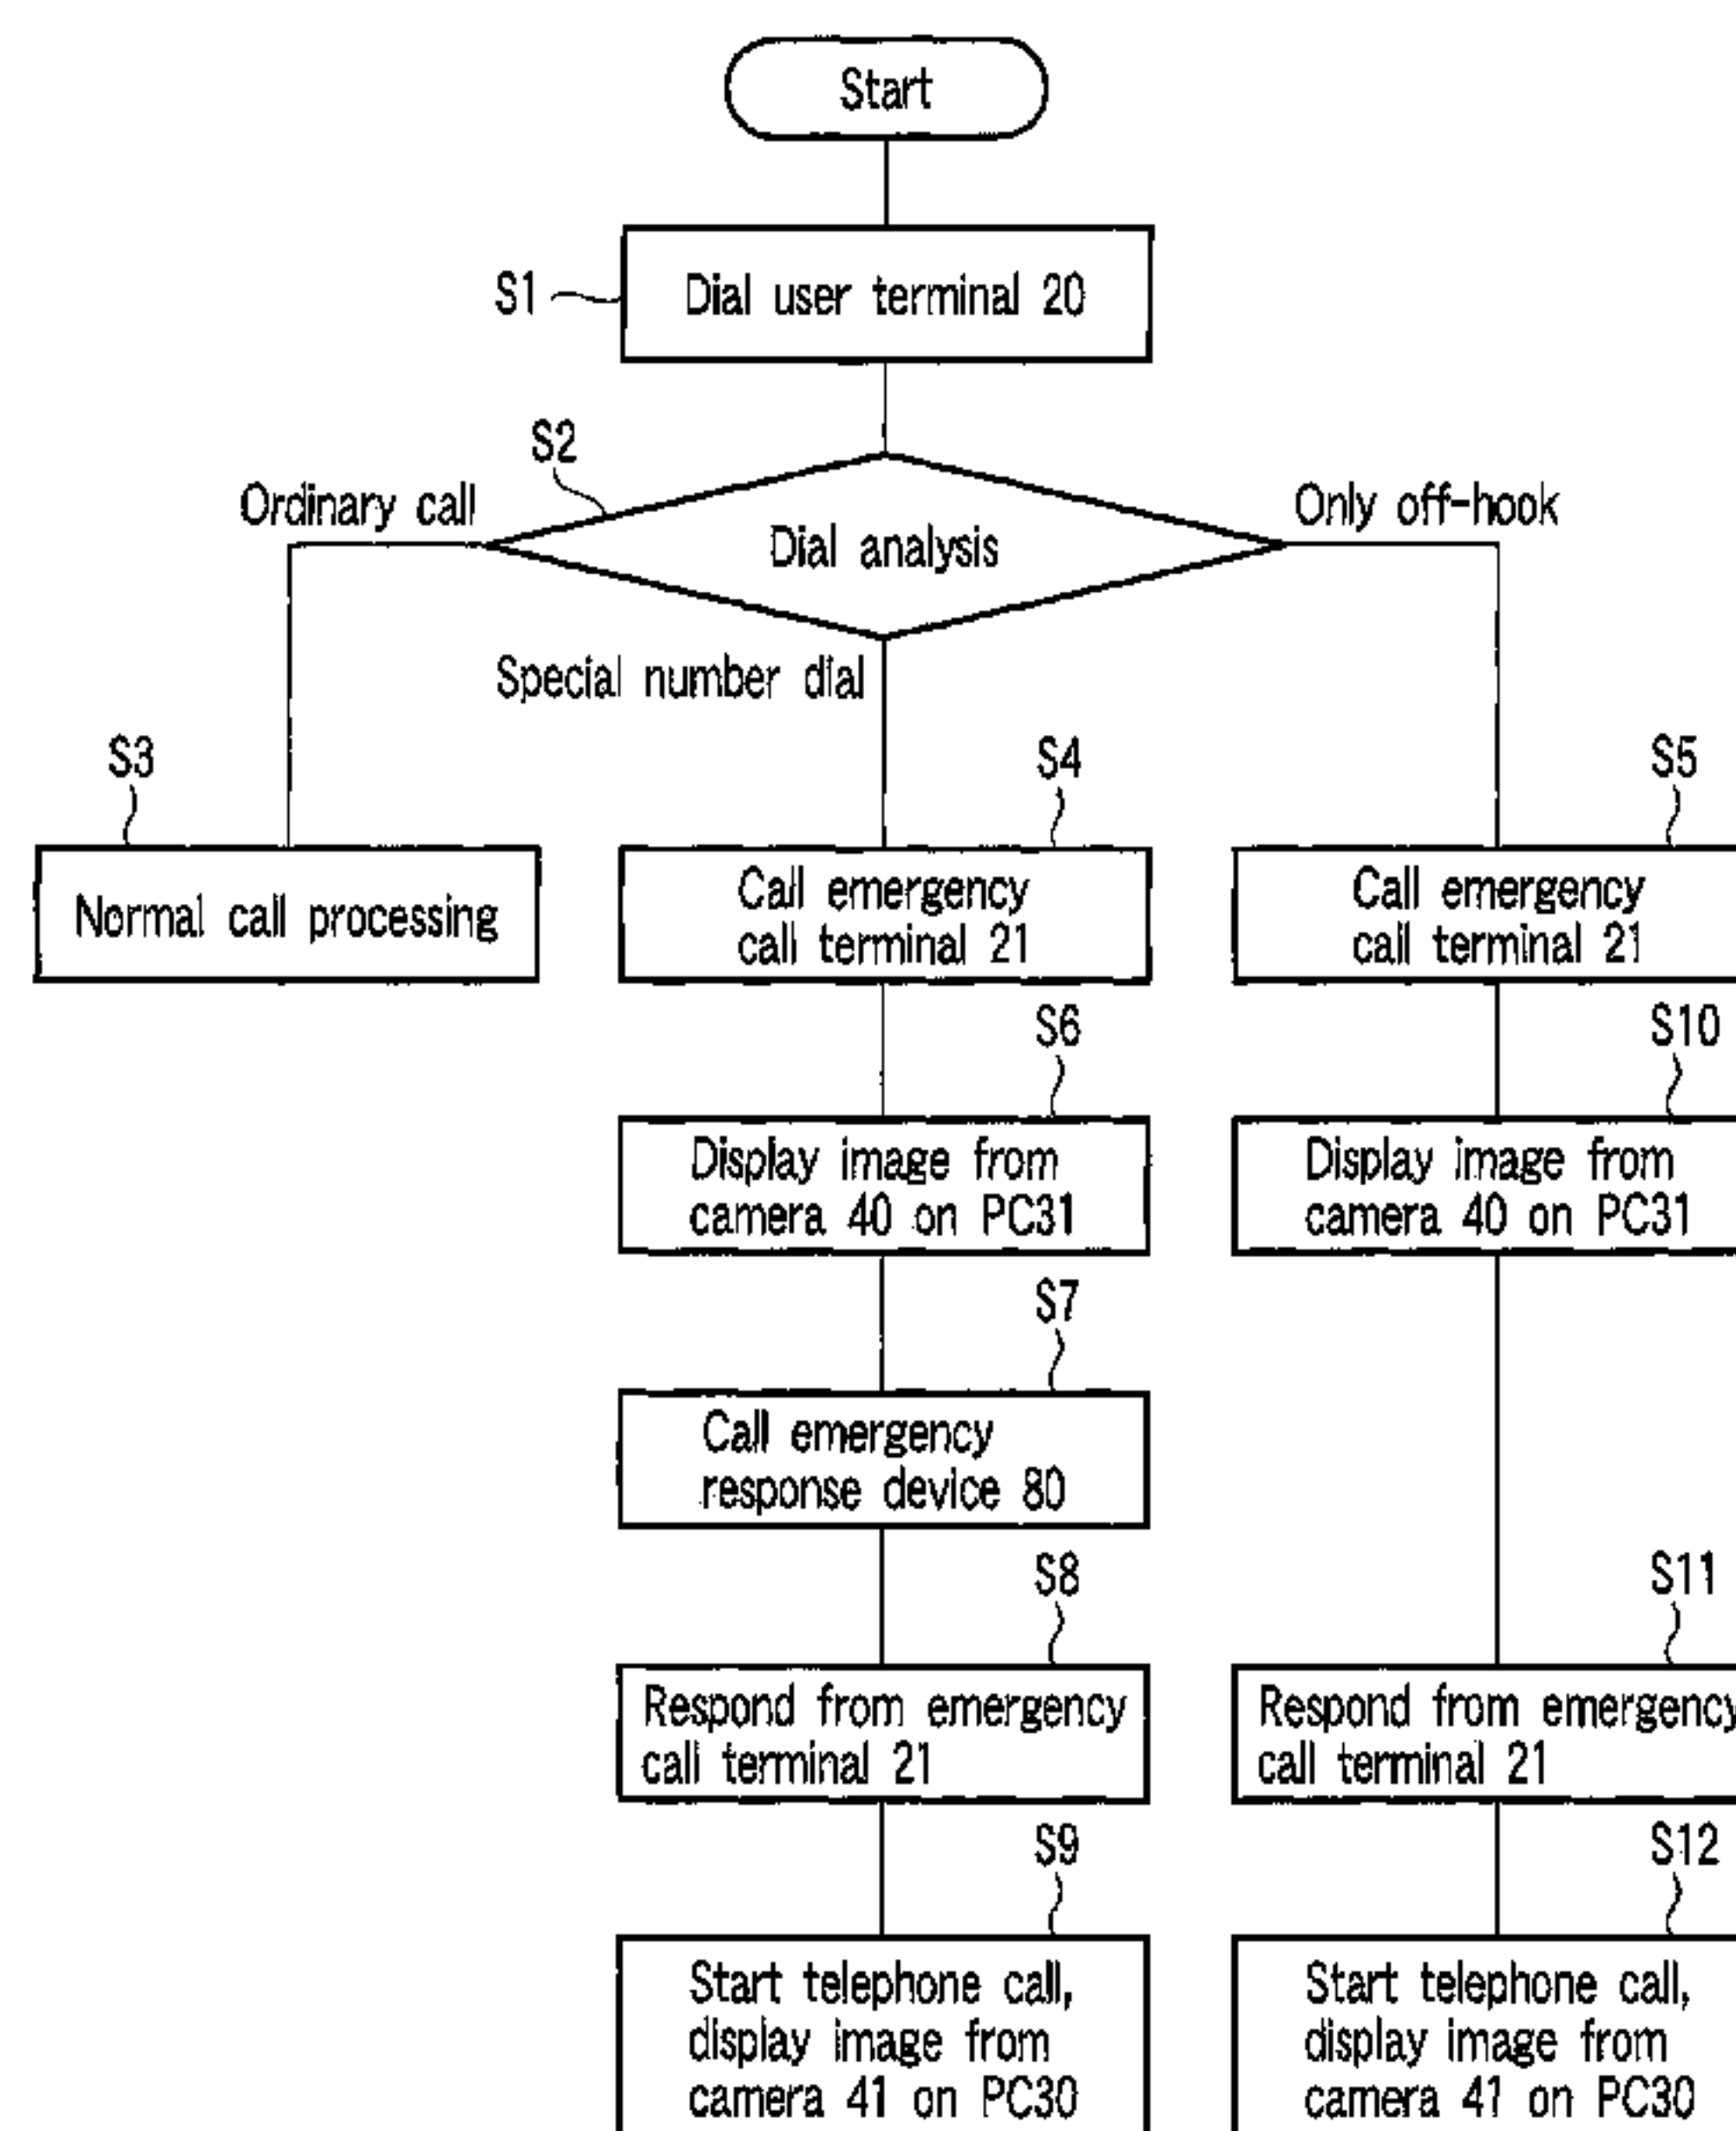 Start
S1
Dial user terminal 20
S2
Ordinary call
Dial analysis
Only off-hook
Special number dial
S3
S4
S5
Normal call processing
Call emergency
call terminal 21
Call emergency
call terminal 21
S6
S10
Display image from
camera 40 on PC31
Display image from
camera 40 on PC31
S7
Call emergency
response device 80
S8
S11
Respond from emergency
call terminal 21
Respond from emergency
call terminal 21
S9
S12
Start telephone call,
display image from
camera 41 on PC30
Start telephone call,
display image from
camera 41 on PC30